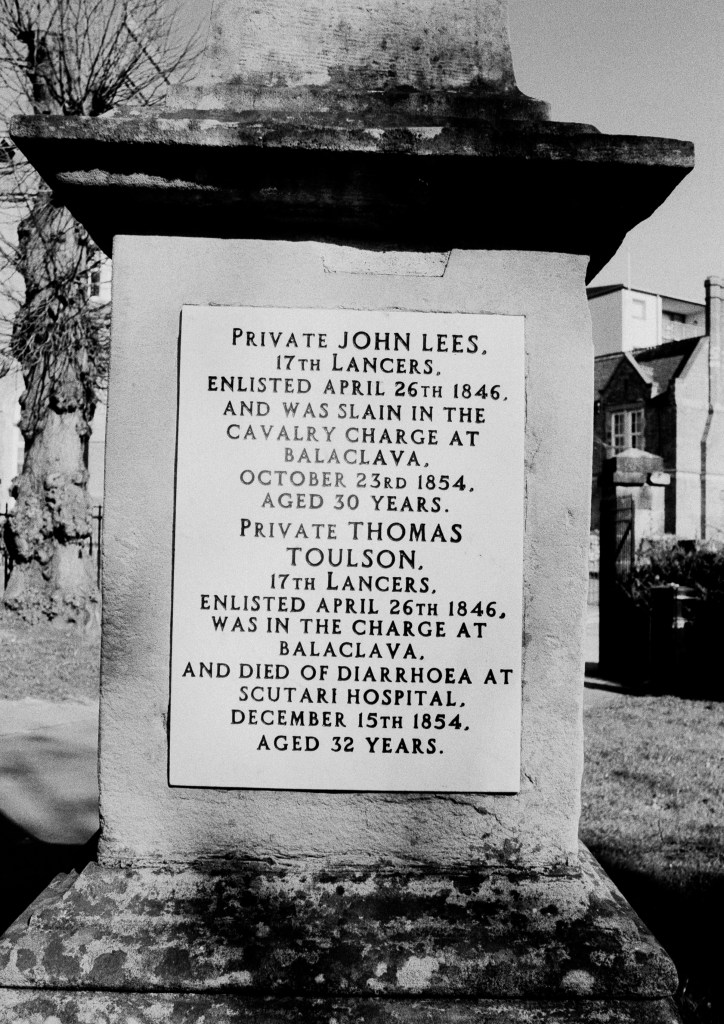 Private JOHN LEES,
17th Lancers,
ENLISTED APRIL 26th 1846,
AND WAS SLAIN IN THE
CAVALRY CHARGE AT
BALACLAVA,
OCTOBER 23rd 1854,
AGED 30 YEARS.
Private THOMAS
TOULSON,
17th Lancers,
ENLISTED APRIL 26th 1846,
WAS IN THE CHARGE AT
BALACLAVA,
AND DIED OF DIARRHOEA AT
SCUTARI HOSPITAL,
DECEMBER 15th 1854,
AGED 32 YEARS.